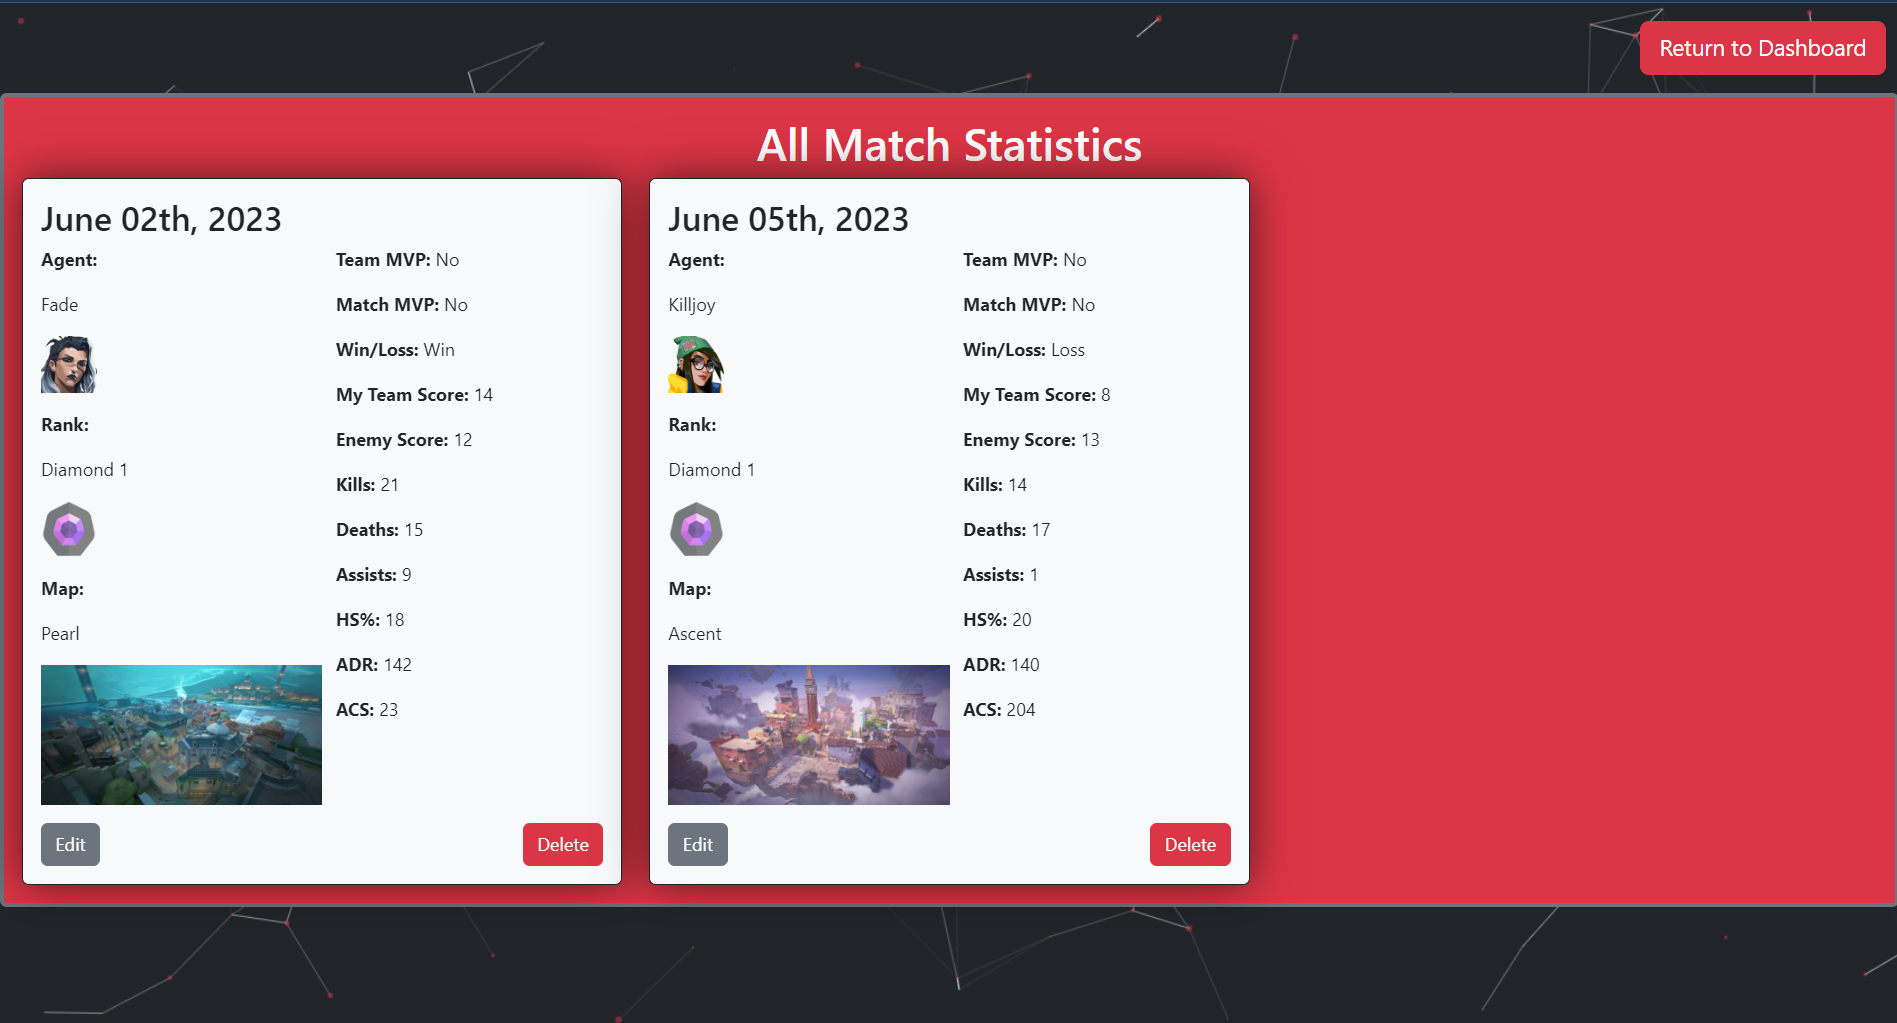 Return to Dashboard
All Match Statistics
June 02th, 2023
Agent:
Fade
Rank:
Diamond 1
Map:
Pearl
Team MVP: No
Match MVP: No
Win/Loss: Win
My Team Score: 14
Enemy Score: 12
Kills: 21
Deaths: 15
Assists: 9
HS%: 18
ADR: 142
ACS: 23
Edit
Delete
June 05th, 2023
Agent:
Killjoy
Rank:
Diamond 1
Map:
Ascent
Team MVP: No
Match MVP: No
Win/Loss: Loss
My Team Score: 8
Enemy Score: 13
Kills: 14
Deaths: 17
Assists: 1
HS%: 20
ADR: 140
ACS: 204
Edit
Delete